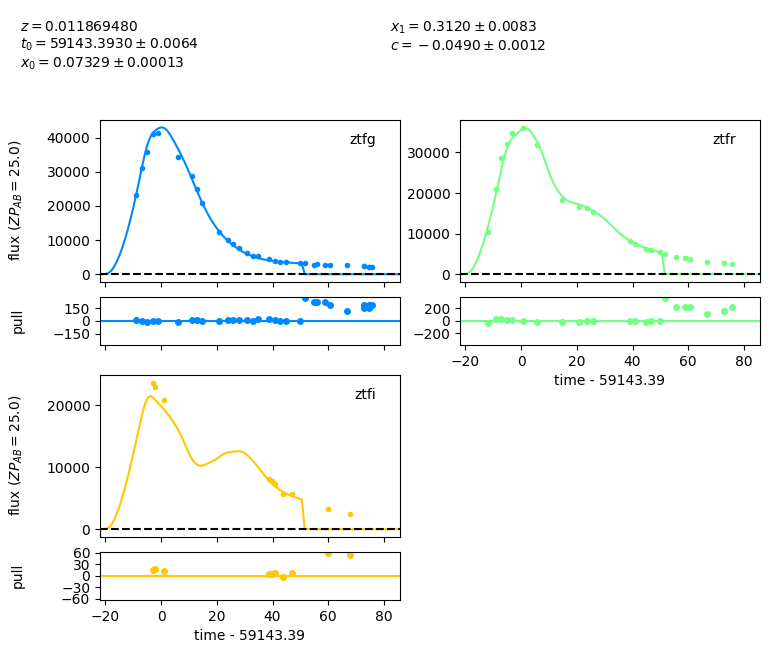 z = 0.011869480
t₀ = 59143.3930 ± 0.0064
x₀ = 0.07329 ± 0.00013
x₁ = 0.3120 ± 0.0083
c = −0.0490 ± 0.0012
flux (ZP_AB = 25.0)
40000
30000
20000
10000
0
ztfg
30000
20000
10000
0
ztfr
pull
150
0
−150
200
0
−200
−20
0
20
40
60
80
time - 59143.39
flux (ZP_AB = 25.0)
20000
10000
0
ztfi
pull
60
30
0
−30
−60
−20
0
20
40
60
80
time - 59143.39